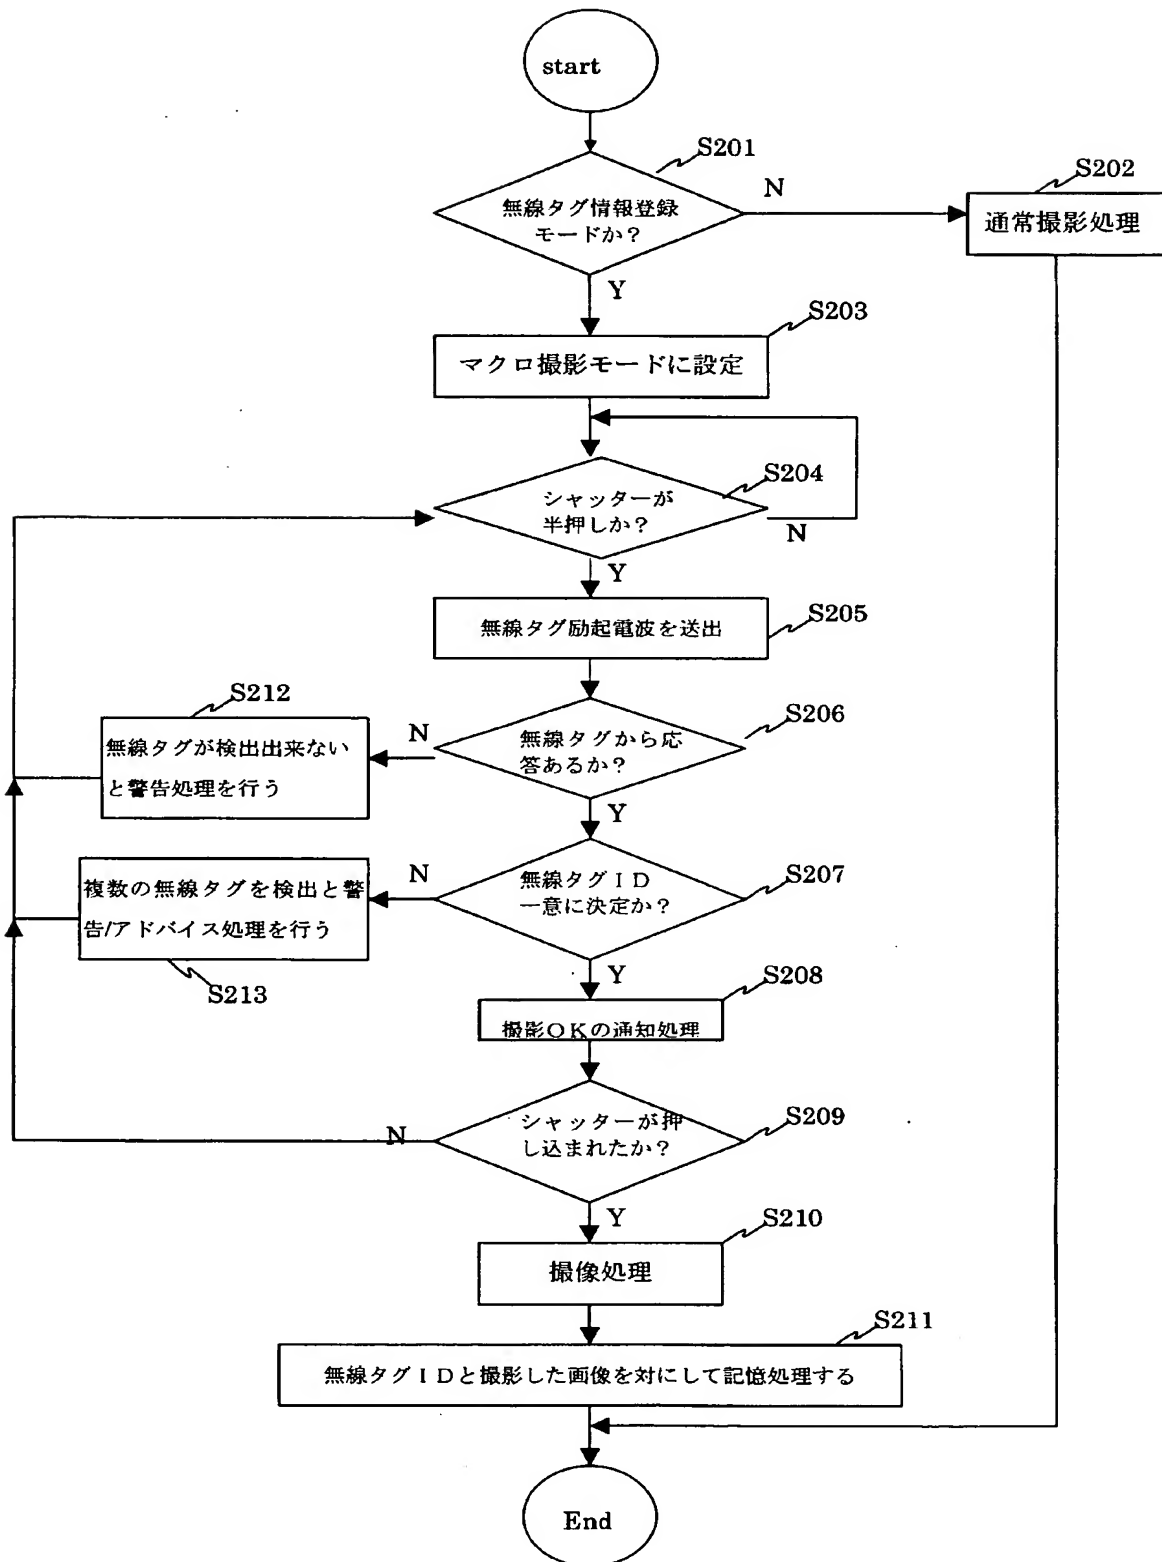 start
S201
無線タグ情報登録
モードか？
N
S202
通常撮影処理
Y
S203
マクロ撮影モードに設定
S204
シャッターが
半押しか？
N
Y
無線タグ励起電波を送出
S205
S212
無線タグが検出出来ない
と警告処理を行う
N
無線タグから応
答あるか？
S206
Y
複数の無線タグを検出と警
告/アドバイス処理を行う
S213
N
無線タグＩＤ
一意に決定か？
S207
Y
S208
撮影ＯＫの通知処理
シャッターが押
し込まれたか？
S209
N
Y
S210
撮像処理
S211
無線タグＩＤと撮影した画像を対にして記憶処理する
End